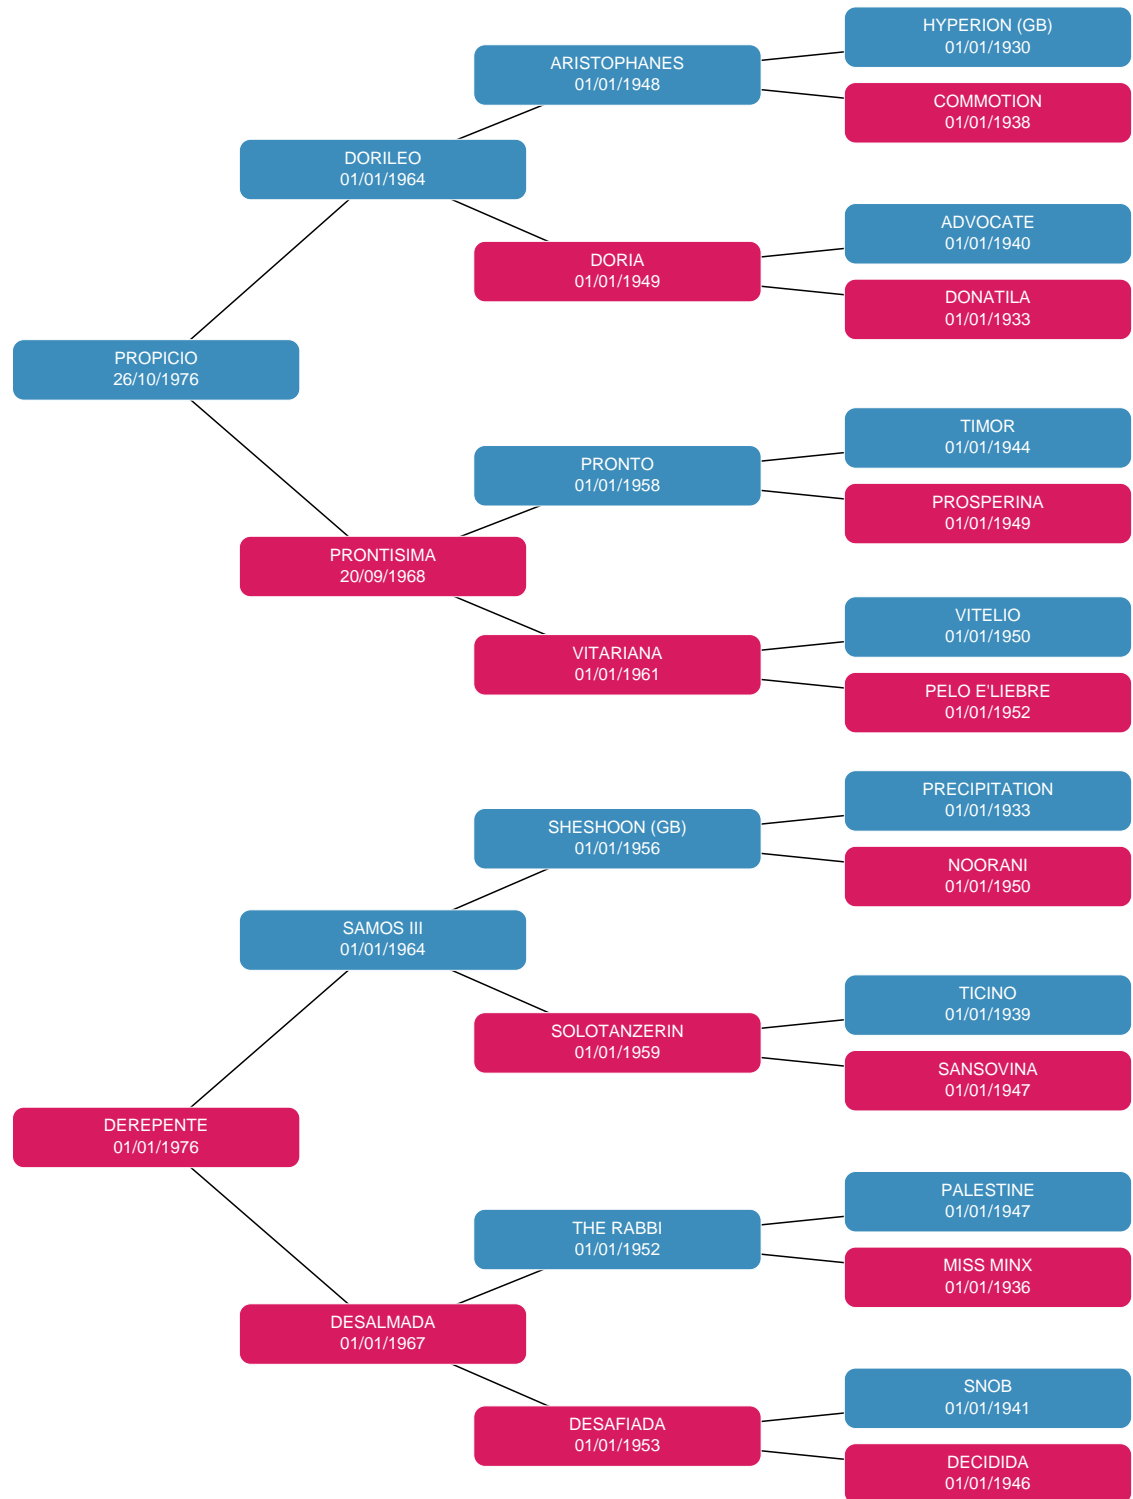 HYPERION (GB)
01/01/1930
ARISTOPHANES
01/01/1948
COMMOTION
01/01/1938
DORILEO
01/01/1964
ADVOCATE
01/01/1940
DORIA
01/01/1949
DONATILA
01/01/1933
PROPICIO
26/10/1976
TIMOR
01/01/1944
PRONTO
01/01/1958
PROSPERINA
01/01/1949
PRONTISIMA
20/09/1968
VITELIO
01/01/1950
VITARIANA
01/01/1961
PELO E'LIEBRE
01/01/1952
PRECIPITATION
01/01/1933
SHESHOON (GB)
01/01/1956
NOORANI
01/01/1950
SAMOS III
01/01/1964
TICINO
01/01/1939
SOLOTANZERIN
01/01/1959
SANSOVINA
01/01/1947
DEREPENTE
01/01/1976
PALESTINE
01/01/1947
THE RABBI
01/01/1952
MISS MINX
01/01/1936
DESALMADA
01/01/1967
SNOB
01/01/1941
DESAFIADA
01/01/1953
DECIDIDA
01/01/1946